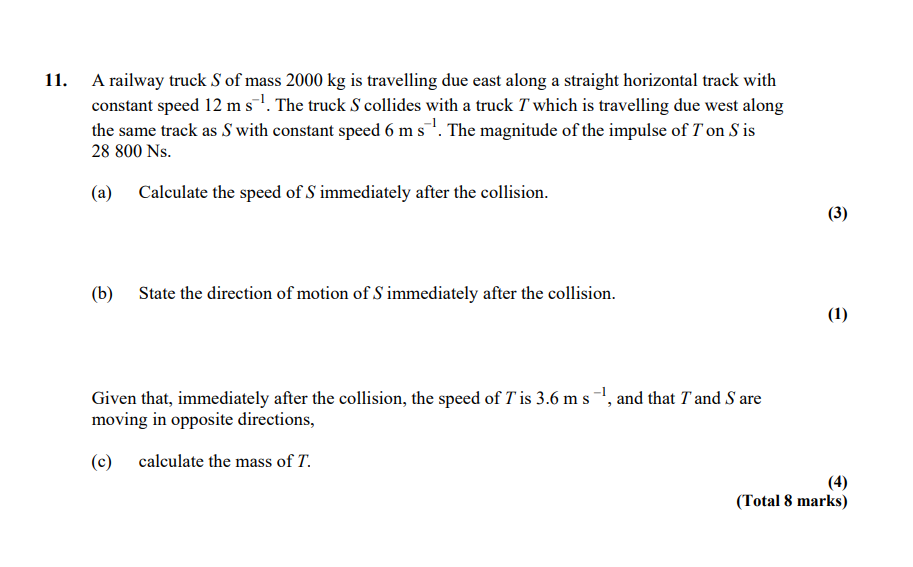 11. A railway truck S of mass 2000 kg is travelling due east along a straight horizontal track with
constant speed 12 m s⁻¹. The truck S collides with a truck T which is travelling due west along
the same track as S with constant speed 6 m s⁻¹. The magnitude of the impulse of T on S is
28 800 Ns.
(a) Calculate the speed of S immediately after the collision.
(3)
(b) State the direction of motion of S immediately after the collision.
(1)
Given that, immediately after the collision, the speed of T is 3.6 m s⁻¹, and that T and S are
moving in opposite directions,
(c) calculate the mass of T.
(4)
(Total 8 marks)